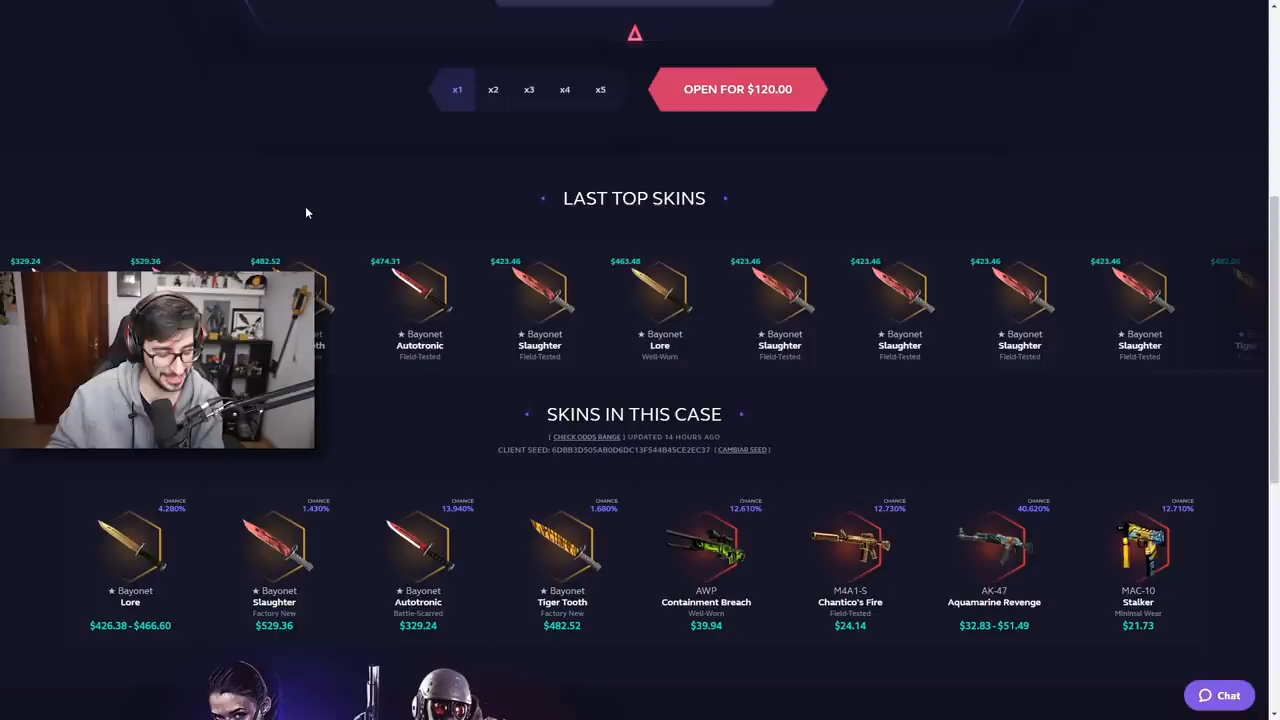 x1 x2 x3 x4 x5 OPEN FOR $120.00
LAST TOP SKINS
$329.24 $529.36 $482.52 $474.31 $423.46 $463.48 $423.46 $423.46 $423.46 $423.46
★ Bayonet ★ Bayonet ★ Bayonet ★ Bayonet ★ Bayonet ★ Bayonet ★ Bayonet
Autotronic Slaughter Lore Slaughter Slaughter Slaughter Slaughter
Field-Tested Field-Tested Well-Worn Field-Tested Field-Tested Field-Tested Field-Tested
SKINS IN THIS CASE
[ CHECK ODDS RANGE ] UPDATED 14 HOURS AGO
CLIENT SEED: 6DBB3D505AB0D6DC13F544B45CE2EC37 [ CAMBIAR SEED ]
CHANCE CHANCE CHANCE CHANCE CHANCE CHANCE CHANCE CHANCE
4.280% 1.430% 13.940% 1.680% 12.610% 12.730% 40.620% 12.710%
★ Bayonet ★ Bayonet ★ Bayonet ★ Bayonet AWP M4A1-S AK-47 MAC-10
Lore Slaughter Autotronic Tiger Tooth Containment Breach Chantico's Fire Aquamarine Revenge Stalker
Factory New Battle-Scarred Factory New Well-Worn Field-Tested Minimal Wear
$426.38 - $466.60 $529.36 $329.24 $482.52 $39.94 $24.14 $32.83 - $51.49 $21.73
Chat